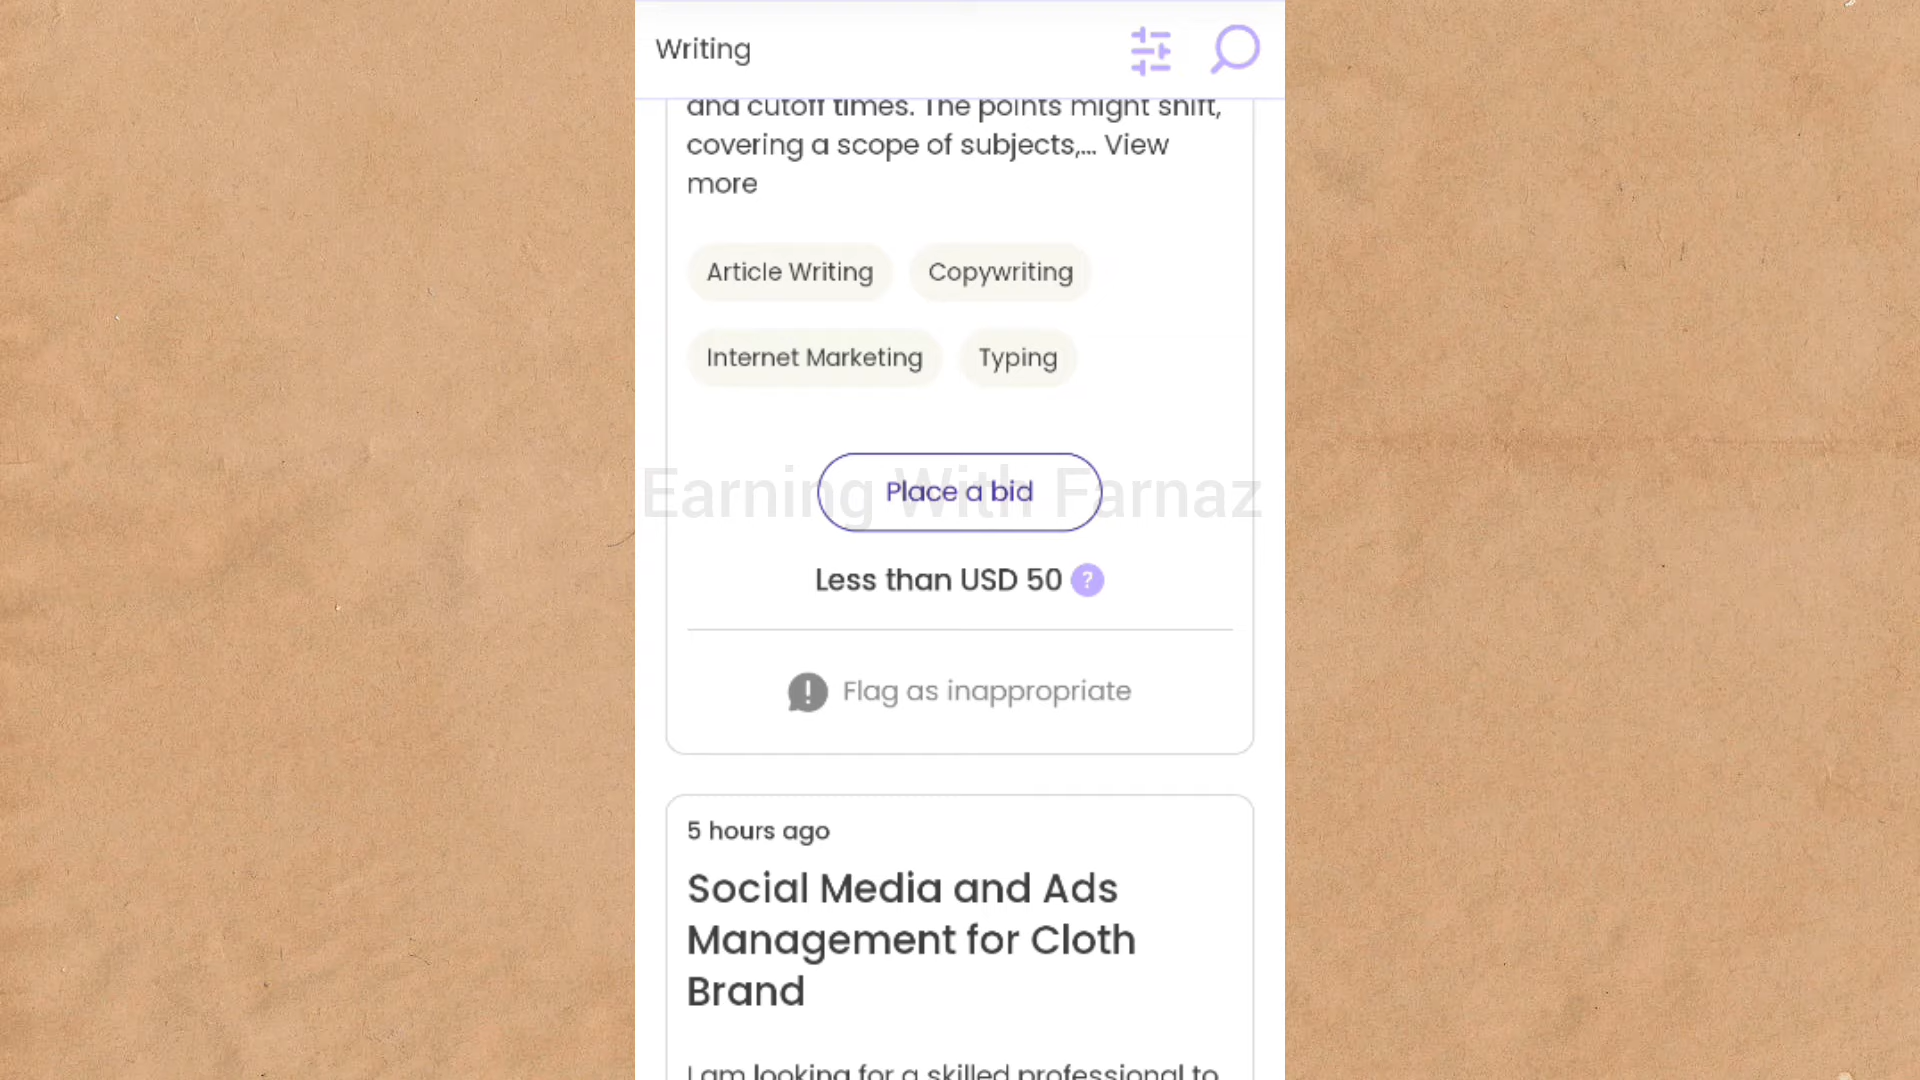 Writing
and cutoff times. The points might shift,
covering a scope of subjects,... View
more
Article Writing
Copywriting
Internet Marketing
Typing
Earning With Farnaz
Place a bid
Less than USD 50 ?
Flag as inappropriate
5 hours ago
Social Media and Ads
Management for Cloth
Brand
I am looking for a skilled professional to